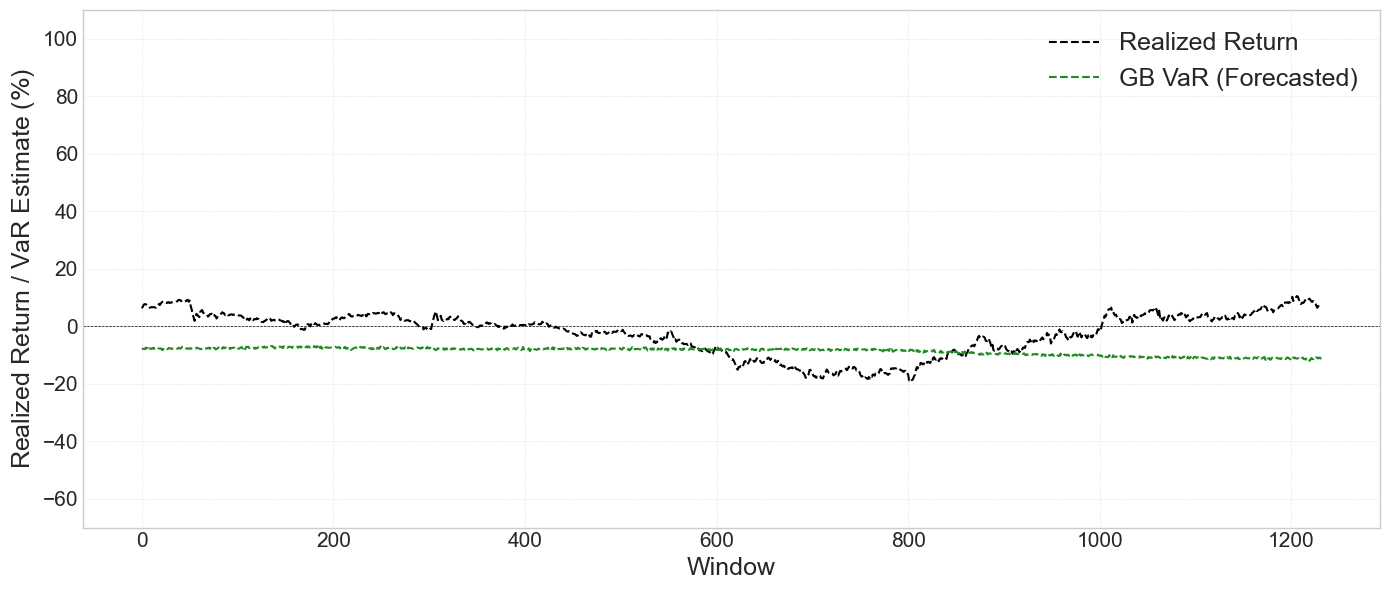 Realized Return
GB VaR (Forecasted)
Realized Return / VaR Estimate (%)
100
80
60
40
20
0
−20
−40
−60
0 200 400 600 800 1000 1200
Window